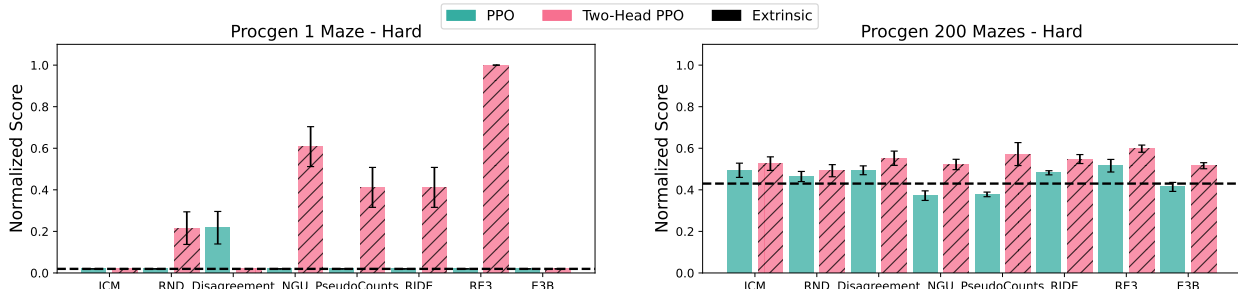 PPO Two-Head PPO Extrinsic
Procgen 1 Maze - Hard
Normalized Score
1.0
0.8
0.6
0.4
0.2
0.0
ICM RND Disagreement NGU PseudoCounts RIDE RE3 E3B
Procgen 200 Mazes - Hard
Normalized Score
1.0
0.8
0.6
0.4
0.2
0.0
ICM RND Disagreement NGU PseudoCounts RIDE RE3 E3B